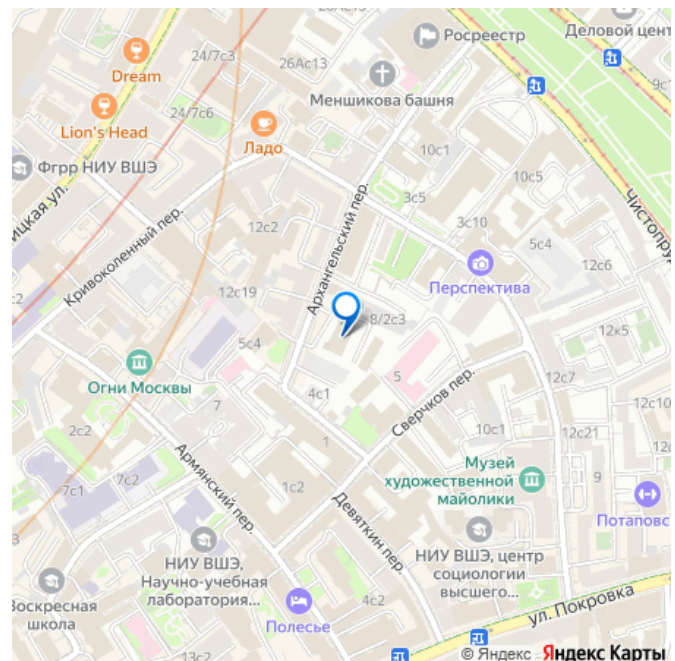 26Ас13
Росреестр
Деловой цент
24/7с3
Dream
26Ас13
9с1
Меншикова башня
24/7с6
Lion's Head
Ладо
10с1
Фгрр НИУ ВШЭ
10с5
Чистопруд
ицкая ул.
Архангельский пер.
3с5
3с10
12с2
5с4
Кривоколенный пер.
12с6
Перспектива
с2
12с19
8/2с3
12к5
5с4
Огни Москвы
5
12с7
4с1
Сверчков пер.
12с10
7
2с2
1
10с1
12с21
Армянский пер.
Музей
художественной
майолики
9
7с1
7с2
1с2
Девяткин пер.
Потаповс
НИУ ВШЭ,
Научно-учебная
лаборатория...
НИУ ВШЭ, центр
социологии
высшего...
Воскресная
школа
Полесье
4с2
ул. Покровка
13с2
© Яндекс Яндекс Карты